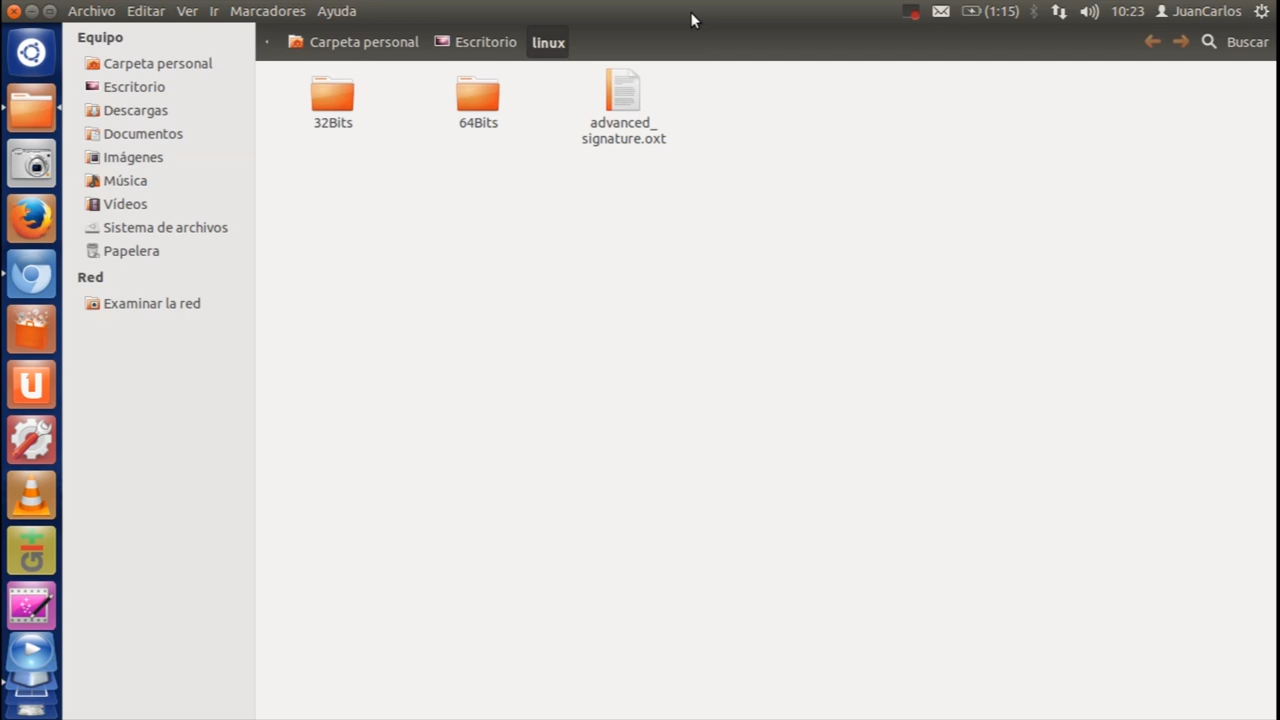 Archivo Editar Ver Ir Marcadores Ayuda
(1:15) 10:23 JuanCarlos
Equipo
Carpeta personal
Escritorio
Descargas
Documentos
Imágenes
Música
Vídeos
Sistema de archivos
Papelera
Red
Examinar la red
Carpeta personal Escritorio linux
Buscar
32Bits
64Bits
advanced_
signature.oxt